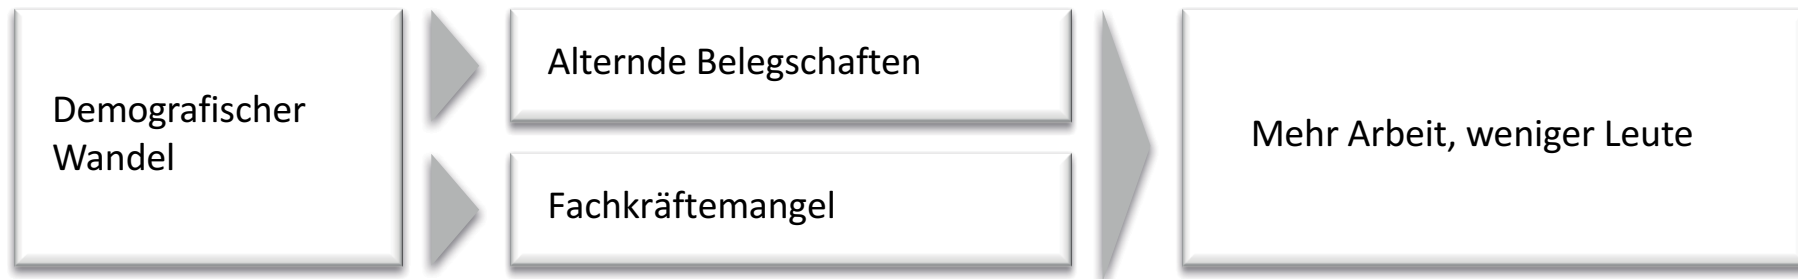 Demografischer
Wandel
Alternde Belegschaften
Fachkräftemangel
Mehr Arbeit, weniger Leute